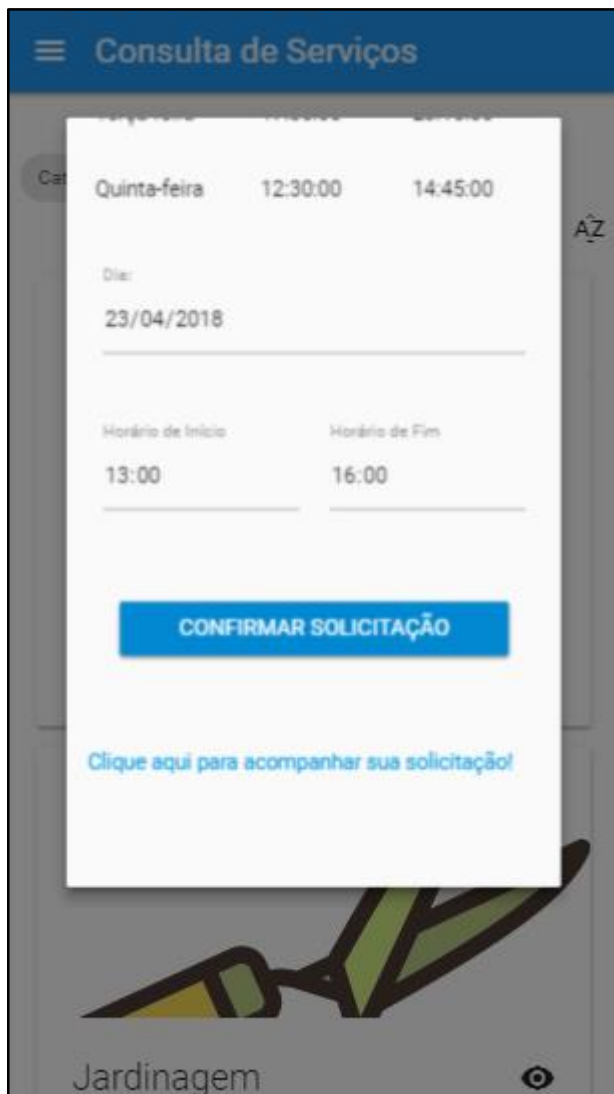 Consulta de Serviços
Quinta-feira 12:30:00 14:45:00
AZ
Dia:
23/04/2018
Horário de Início Horário de Fim
13:00 16:00
CONFIRMAR SOLICITAÇÃO
Clique aqui para acompanhar sua solicitação!
Jardinagem